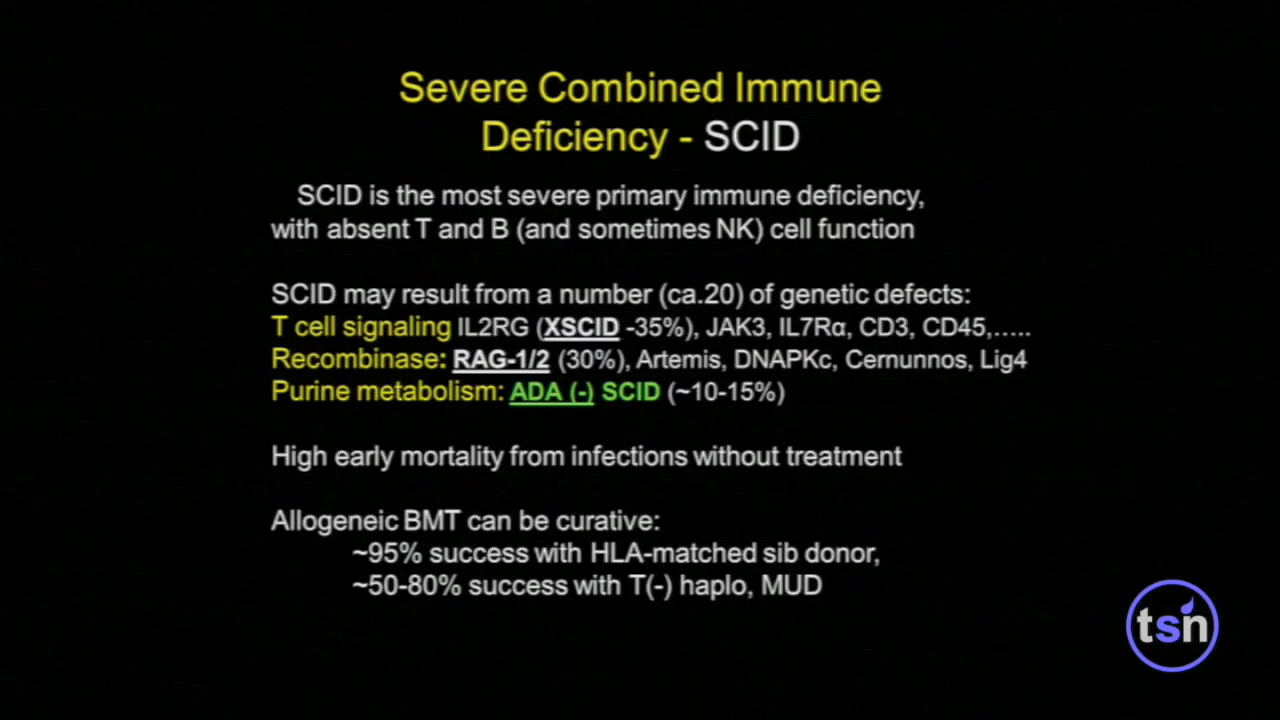 Severe Combined Immune
Deficiency - SCID
SCID is the most severe primary immune deficiency,
with absent T and B (and sometimes NK) cell function
SCID may result from a number (ca.20) of genetic defects:
T cell signaling IL2RG (XSCID -35%), JAK3, IL7Rα, CD3, CD45,.....
Recombinase: RAG-1/2 (30%), Artemis, DNAPKc, Cernunnos, Lig4
Purine metabolism: ADA (-) SCID (~10-15%)
High early mortality from infections without treatment
Allogeneic BMT can be curative:
~95% success with HLA-matched sib donor,
~50-80% success with T(-) haplo, MUD
tsn